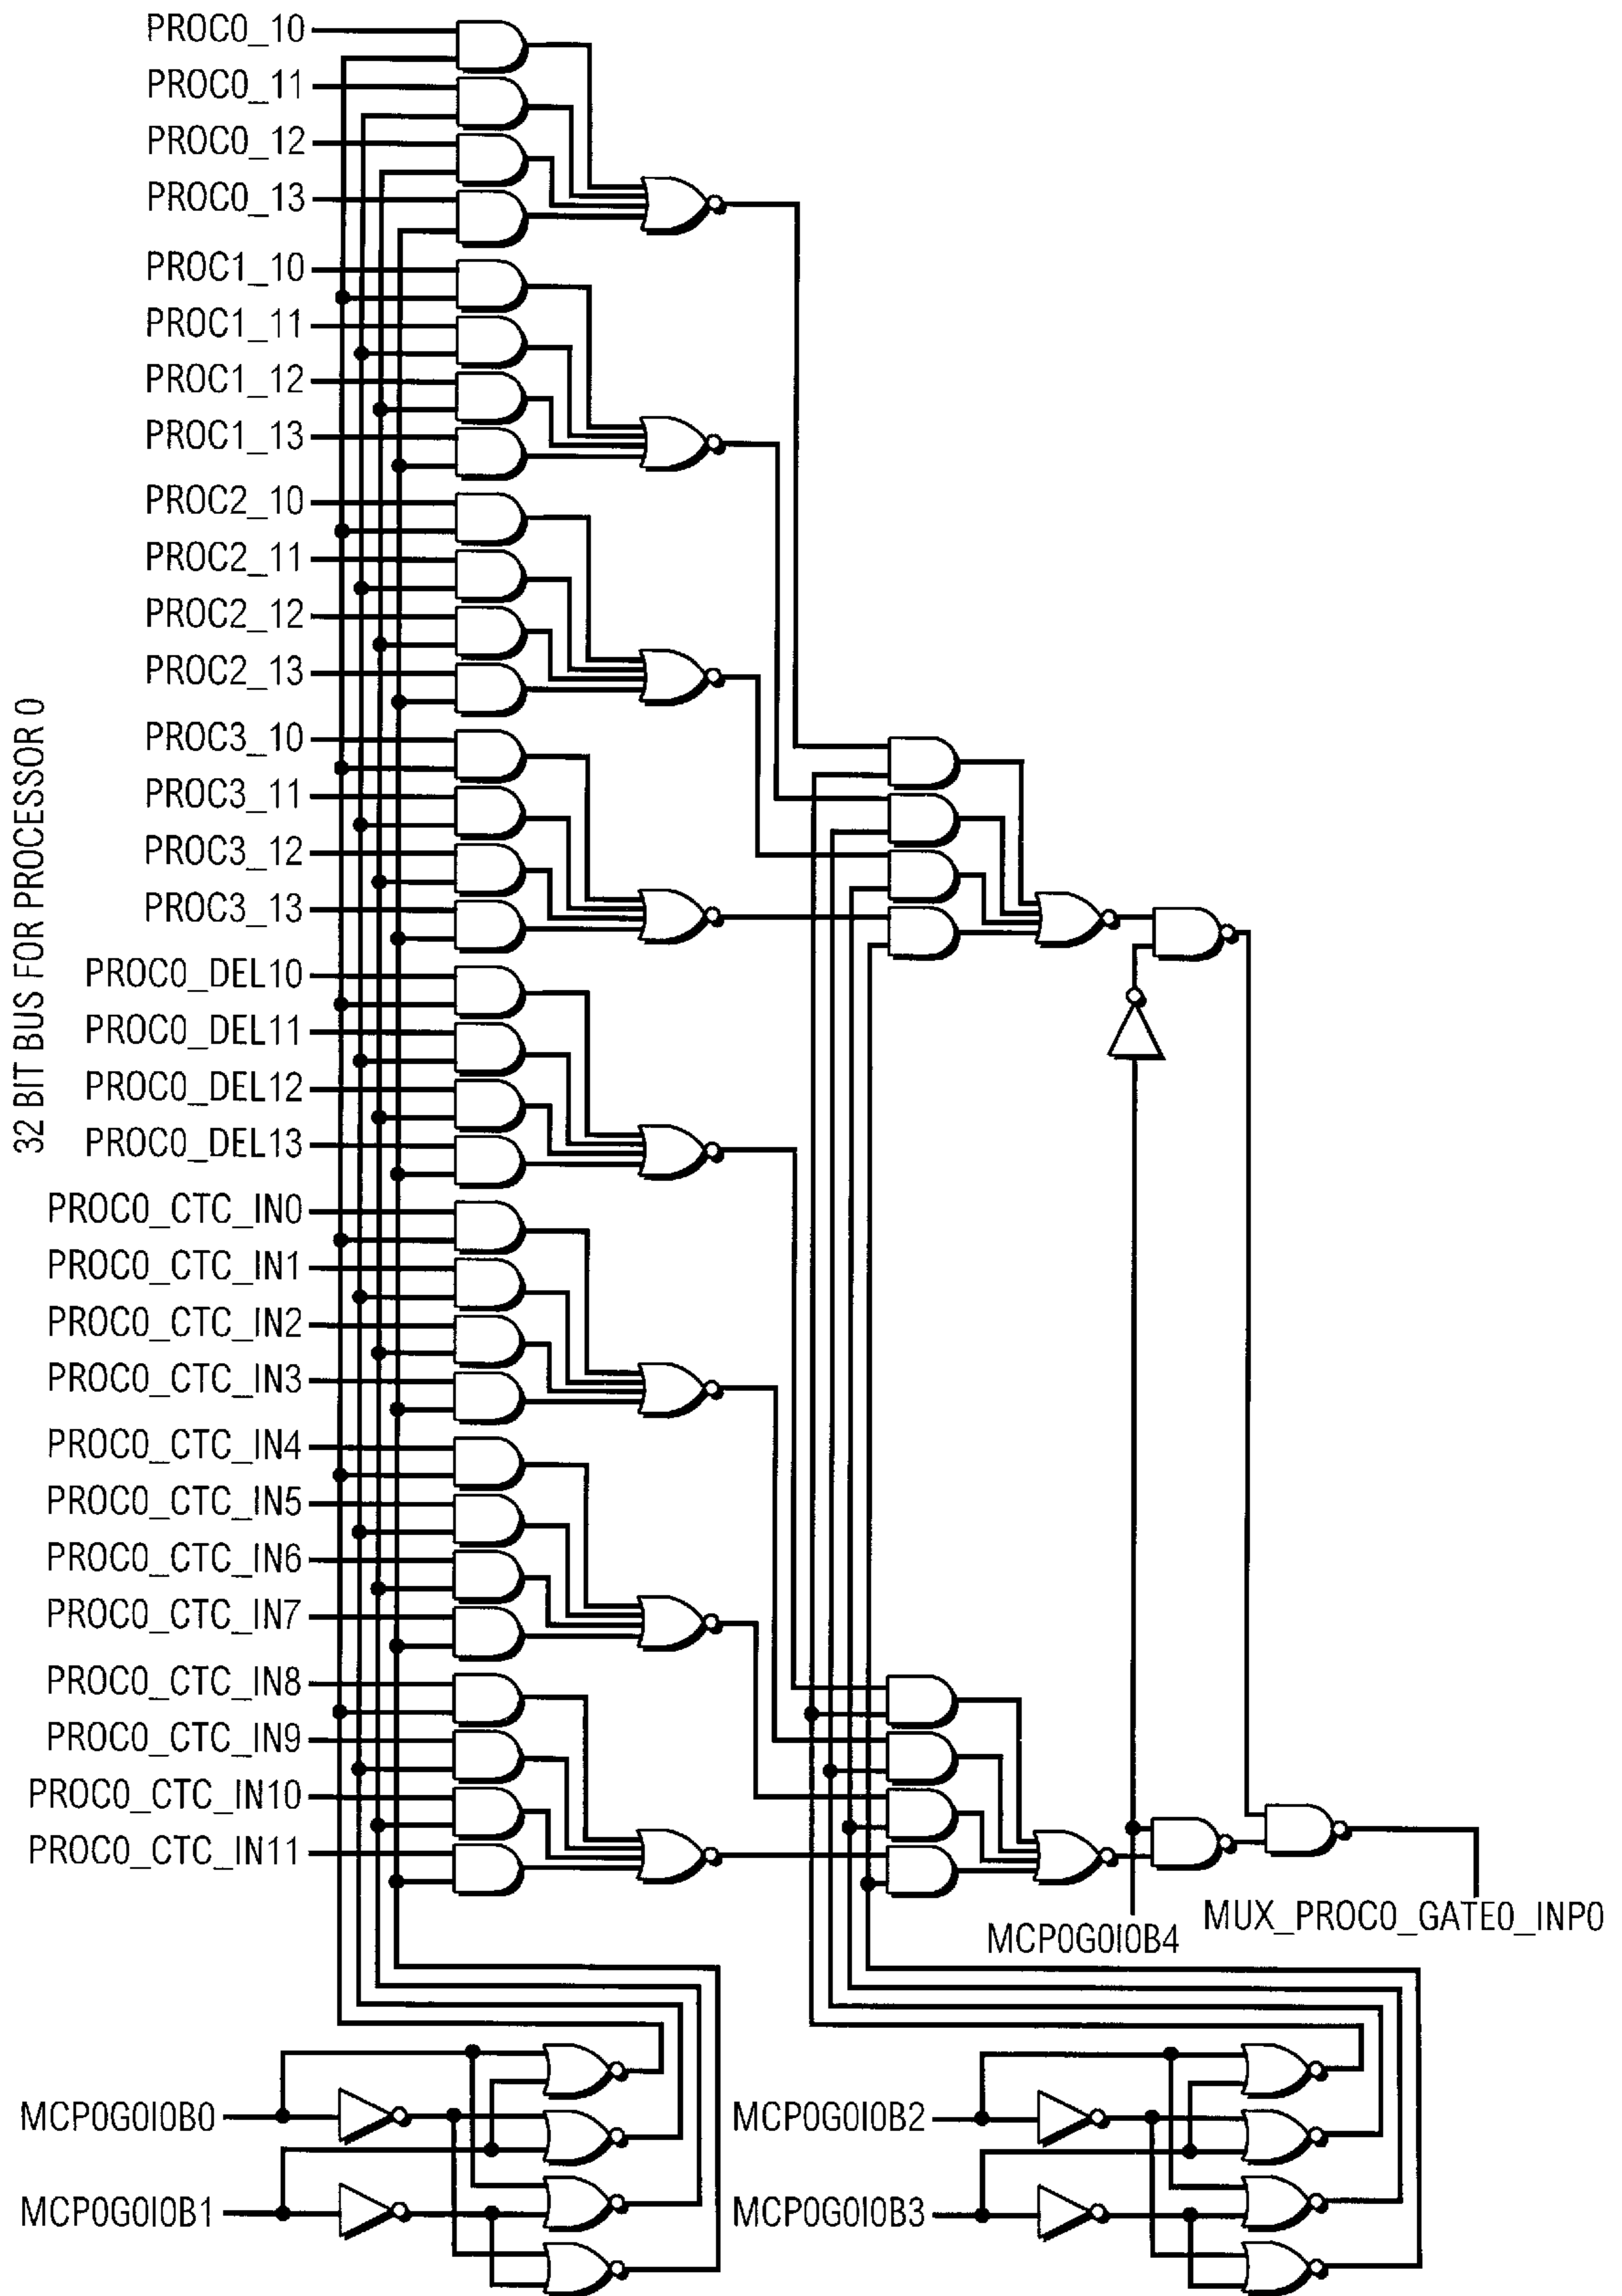 PROC0_10
PROC0_11
PROC0_12
PROC0_13
PROC1_10
PROC1_11
PROC1_12
PROC1_13
PROC2_10
PROC2_11
PROC2_12
PROC2_13
PROC3_10
PROC3_11
PROC3_12
PROC3_13
PROC0_DEL10
PROC0_DEL11
PROC0_DEL12
PROC0_DEL13
PROC0_CTC_IN0
PROC0_CTC_IN1
PROC0_CTC_IN2
PROC0_CTC_IN3
PROC0_CTC_IN4
PROC0_CTC_IN5
PROC0_CTC_IN6
PROC0_CTC_IN7
PROC0_CTC_IN8
PROC0_CTC_IN9
PROC0_CTC_IN10
PROC0_CTC_IN11
32 BIT BUS FOR PROCESSOR 0
MCP0G0I0B4
MUX_PROC0_GATE0_INP0
MCP0G0I0B0
MCP0G0I0B1
MCP0G0I0B2
MCP0G0I0B3